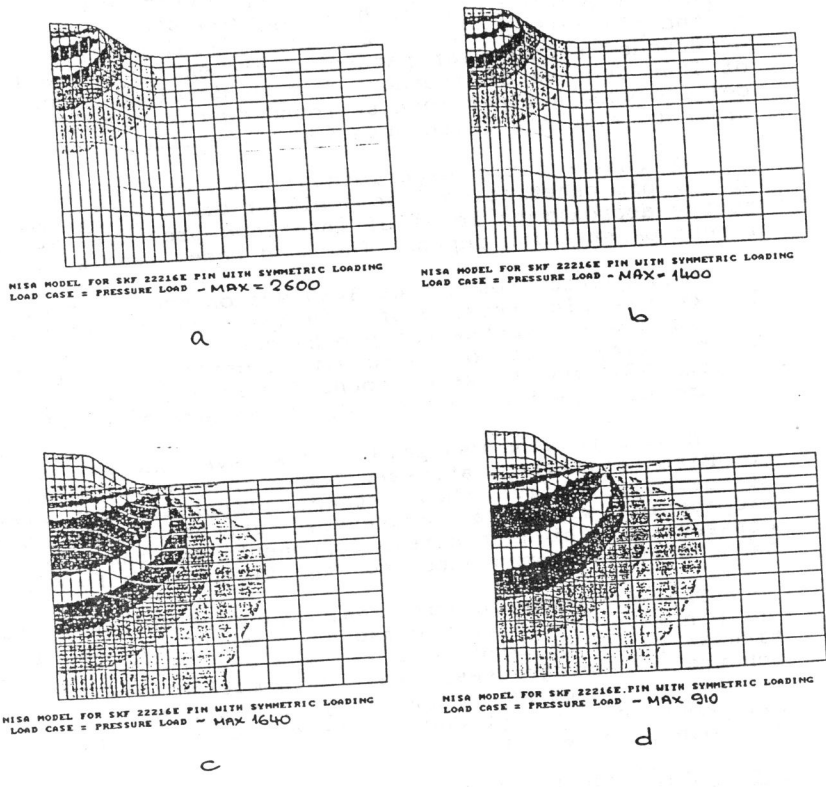 NISA MODEL FOR SKF 22216E PIN WITH SYMMETRIC LOADING
LOAD CASE = PRESSURE LOAD - MAX = 2600
a
NISA MODEL FOR SKF 22216E PIN WITH SYMMETRIC LOADING
LOAD CASE = PRESSURE LOAD - MAX = 1400
b
NISA MODEL FOR SKF 22216E PIN WITH SYMMETRIC LOADING
LOAD CASE = PRESSURE LOAD - MAX 1640
c
NISA MODEL FOR SKF 22216E.PIN WITH SYMMETRIC LOADING
LOAD CASE = PRESSURE LOAD - MAX 910
d